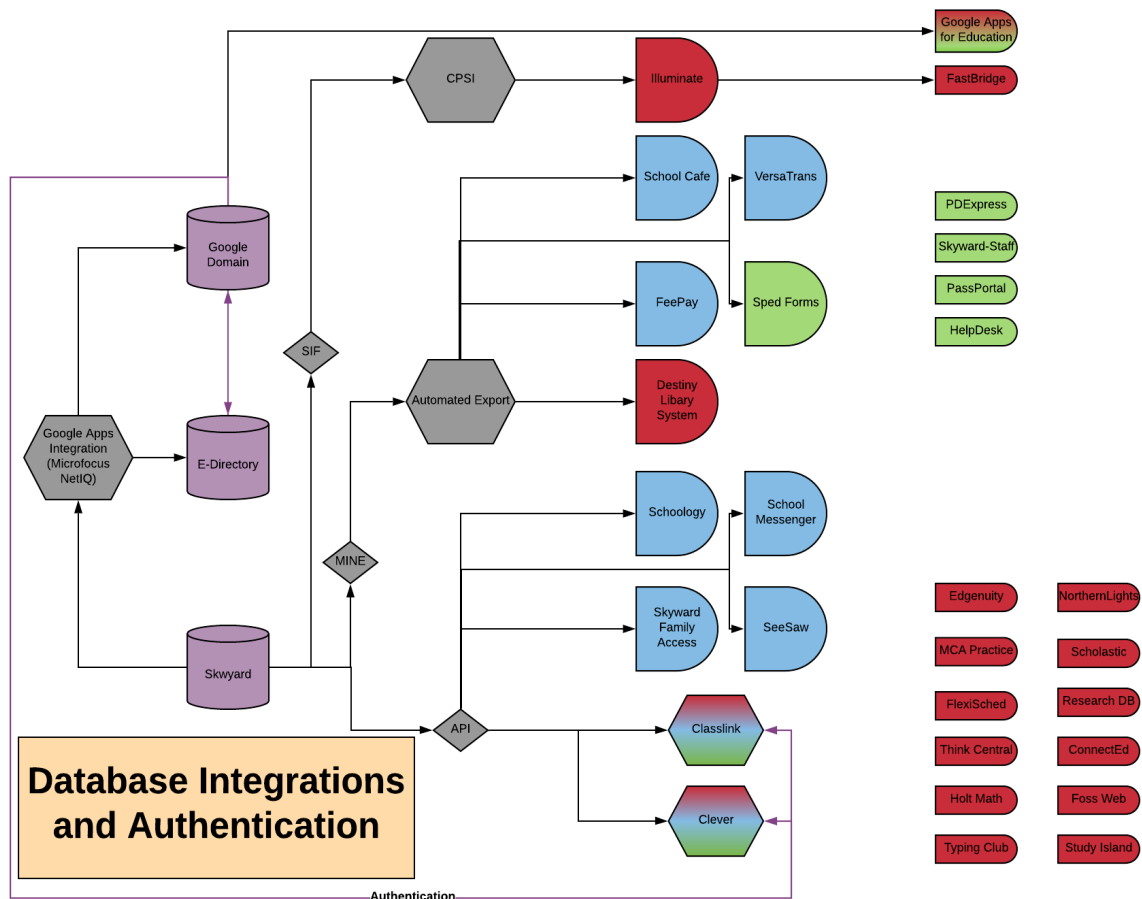 Google Apps
for Education
CPSI
Illuminate
FastBridge
School Cafe
VersaTrans
PDExpress
Skyward-Staff
Google
Domain
PassPortal
FeePay
Sped Forms
HelpDesk
SIF
Destiny
Libary
System
Automated Export
Google Apps
Integration
(Microfocus
NetIQ)
E-Directory
Schoology
School
Messenger
MINE
Edgenuity
NorthernLights
Skyward
Family
Access
SeeSaw
MCA Practice
Scholastic
Skwyard
FlexiSched
Research DB
API
Classlink
Think Central
ConnectEd
Database Integrations
and Authentication
Holt Math
Foss Web
Clever
Typing Club
Study Island
Authentication